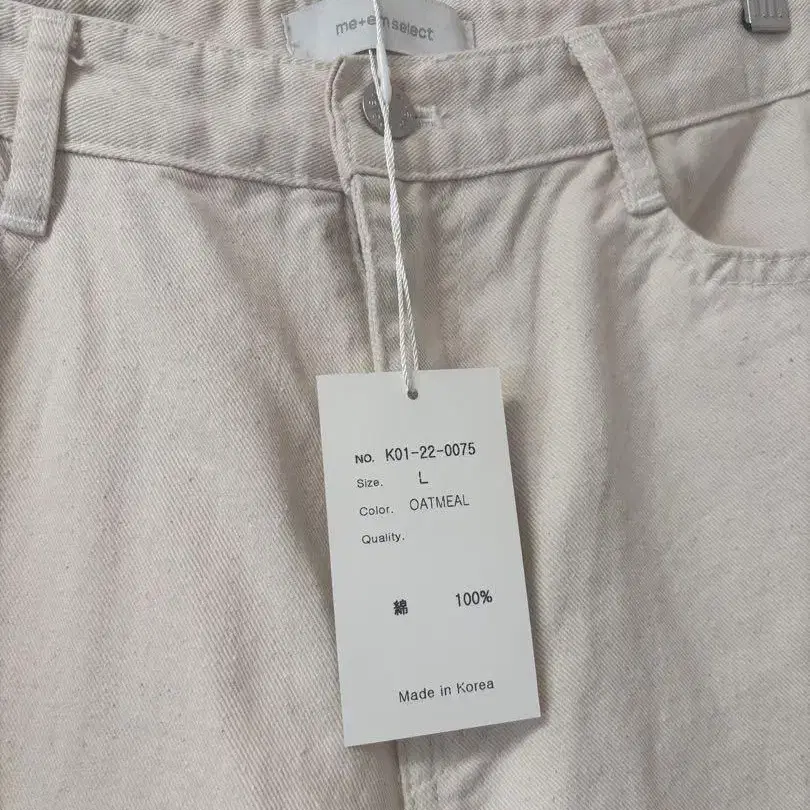 me+em select
NO. K01-22-0075
Size. L
Color. OATMEAL
Quality.
綿 100%
Made in Korea